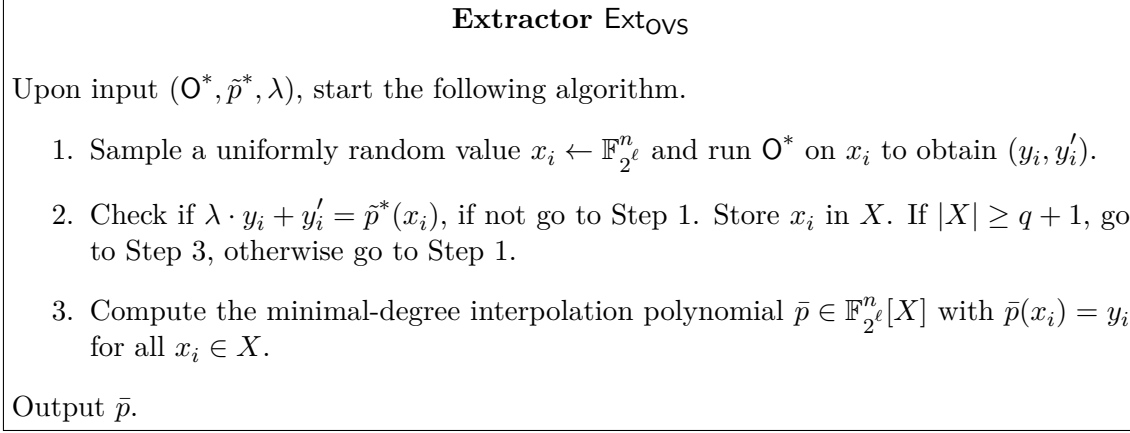 Extractor Ext_OVS
Upon input (O*, p̃*, λ), start the following algorithm.
1. Sample a uniformly random value x_i ← 𝔽^n_{2^ℓ} and run O* on x_i to obtain (y_i, y'_i).
2. Check if λ · y_i + y'_i = p̃*(x_i), if not go to Step 1. Store x_i in X. If |X| ≥ q + 1, go
to Step 3, otherwise go to Step 1.
3. Compute the minimal-degree interpolation polynomial p̄ ∈ 𝔽^n_{2^ℓ}[X] with p̄(x_i) = y_i
for all x_i ∈ X.
Output p̄.